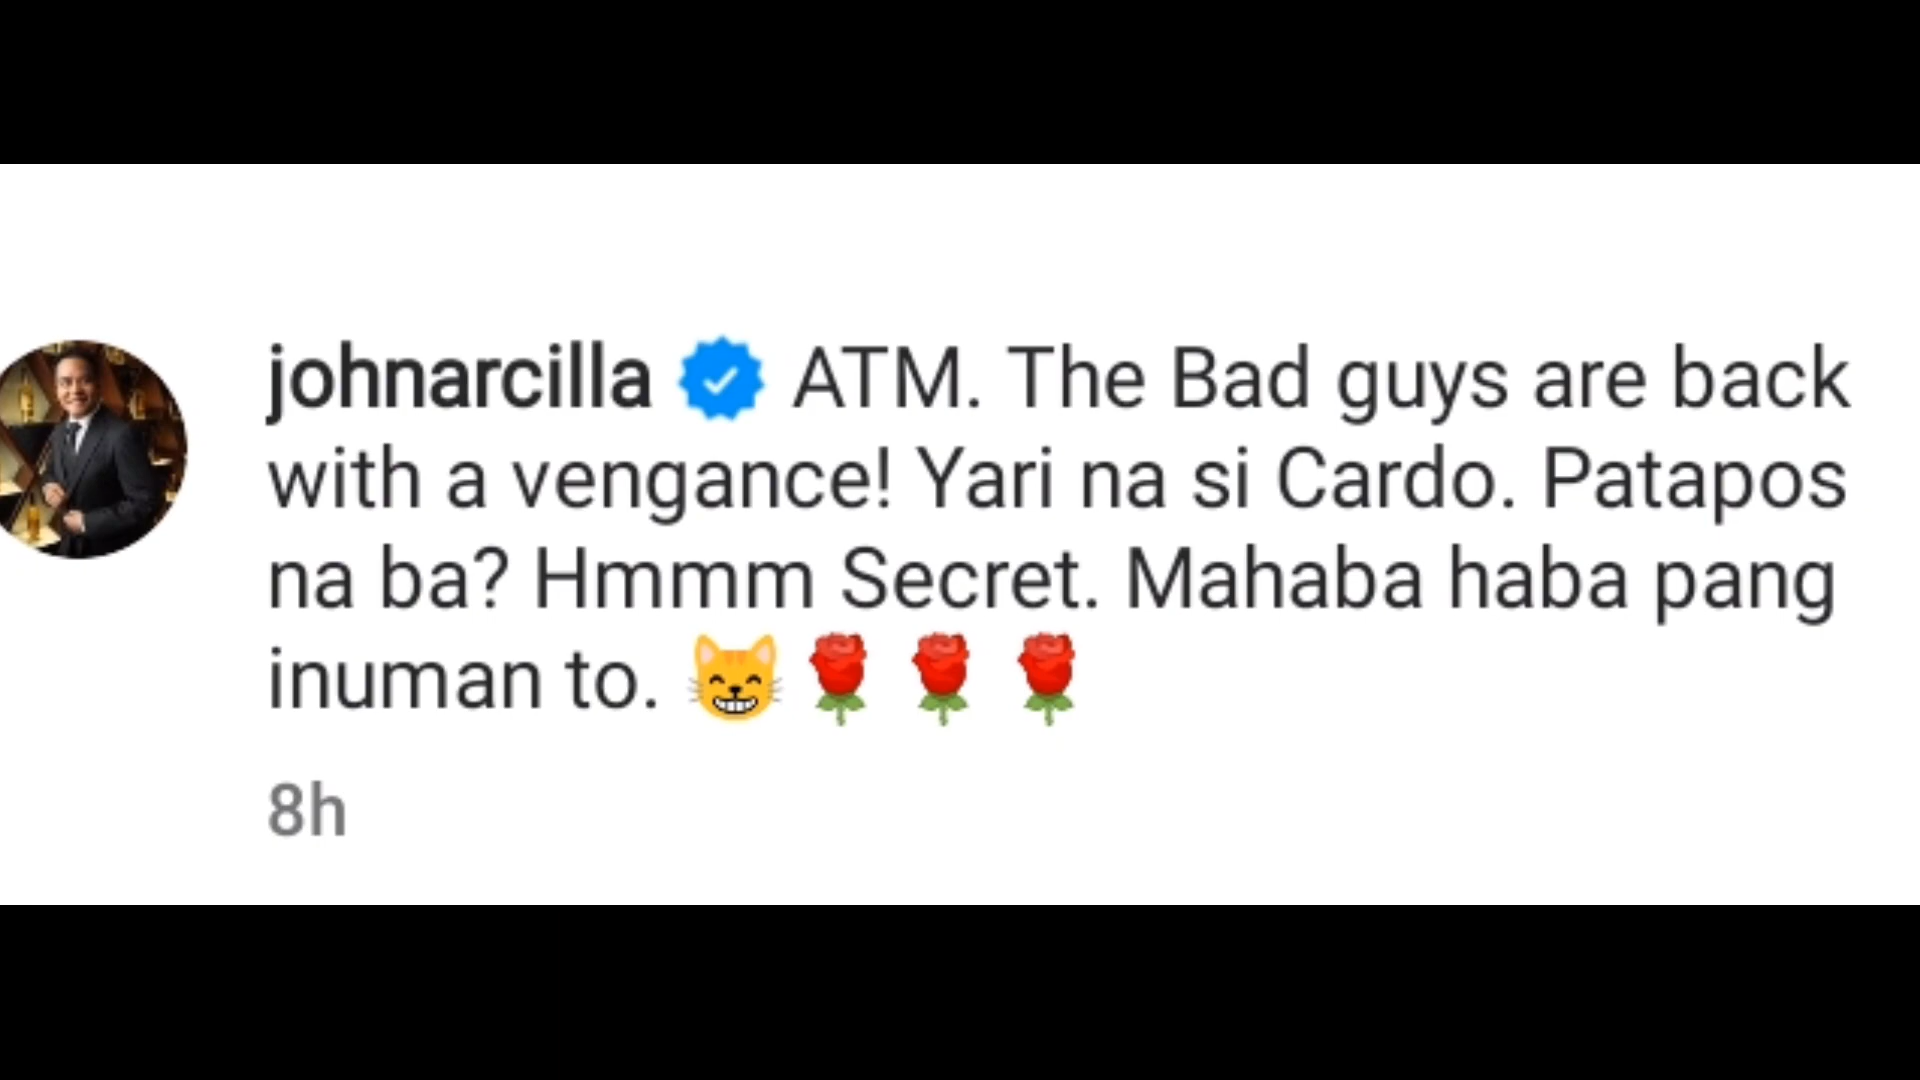 johnarcilla ATM. The Bad guys are back
with a vengance! Yari na si Cardo. Patapos
na ba? Hmmm Secret. Mahaba haba pang
inuman to. 😸🌹🌹🌹
8h